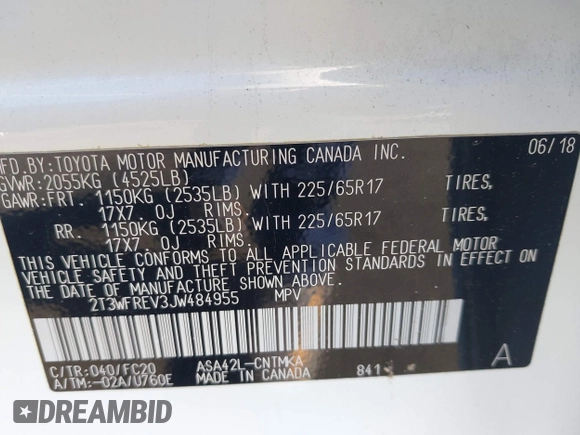 MFD.BY:TOYOTA MOTOR MANUFACTURING CANADA INC. 06/18
GVWR:2055KG (4525LB)
GAWR:FRT. 1150KG (2535LB) WITH 225/65R17 TIRES,
17X7.0J RIMS.
RR. 1150KG (2535LB) WITH 225/65R17 TIRES,
17X7.0J RIMS.
THIS VEHICLE CONFORMS TO ALL APPLICABLE FEDERAL MOTOR
VEHICLE SAFETY AND THEFT PREVENTION STANDARDS IN EFFECT ON
THE DATE OF MANUFACTURE SHOWN ABOVE.
2T3WFREV3JW484955 MPV
C/TR:040/FC20 ASA42L-CNTMKA 841 A
A/TM:-02A/U760E MADE IN CANADA
DREAMBID